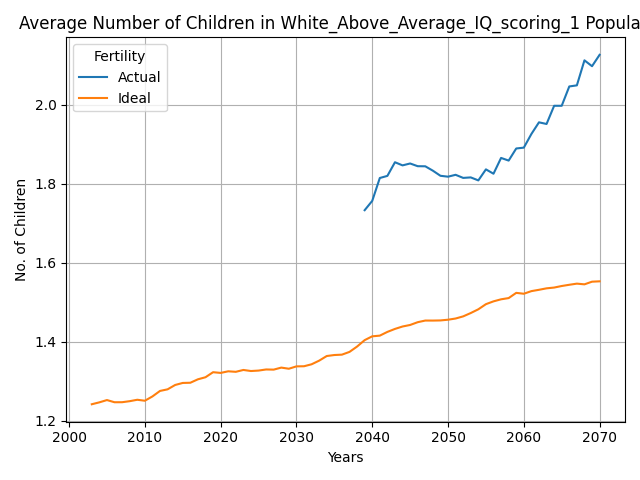 Average Number of Children in White_Above_Average_IQ_scoring_1 Popula
Fertility
Actual
Ideal
No. of Children
2.0
1.8
1.6
1.4
1.2
2000 2010 2020 2030 2040 2050 2060 2070
Years